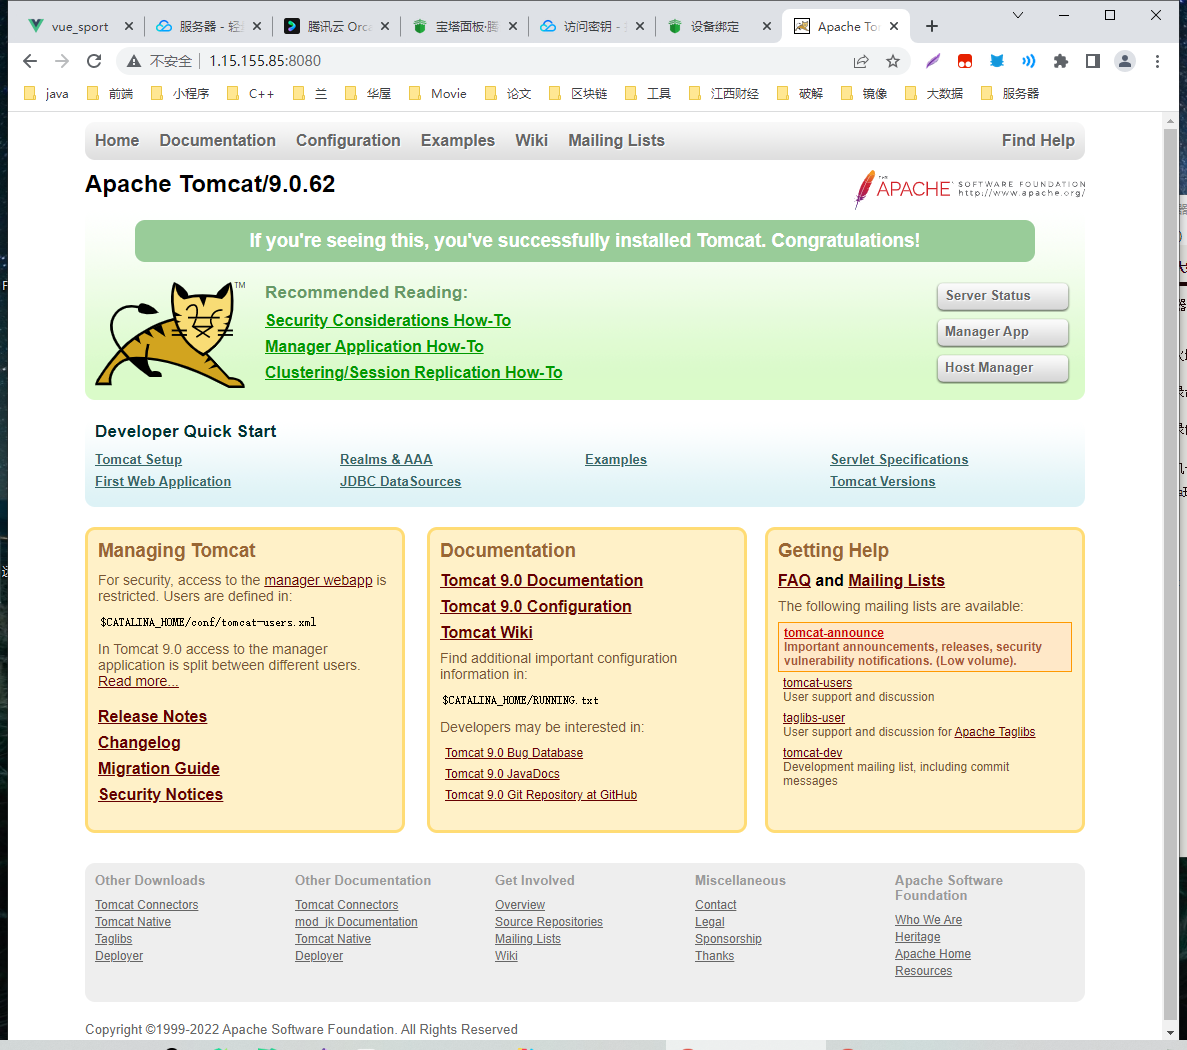 vue_sport
服务器 - 轻
腾讯云 Orc
宝塔面板·腾
访问密钥 -
设备绑定
Apache To
不安全 | 1.15.155.85:8080
java 前端 小程序 C++ 兰 华屋 Movie 论文 区块链 工具 江西财经 破解 镜像 大数据 服务器
Home Documentation Configuration Examples Wiki Mailing Lists Find Help
Apache Tomcat/9.0.62
THE APACHE SOFTWARE FOUNDATION
http://www.apache.org/
If you're seeing this, you've successfully installed Tomcat. Congratulations!
TM
Recommended Reading:
Security Considerations How-To
Manager Application How-To
Clustering/Session Replication How-To
Server Status
Manager App
Host Manager
Developer Quick Start
Tomcat Setup
First Web Application
Realms & AAA
JDBC DataSources
Examples
Servlet Specifications
Tomcat Versions
Managing Tomcat
For security, access to the manager webapp is
restricted. Users are defined in:
$CATALINA_HOME/conf/tomcat-users.xml
In Tomcat 9.0 access to the manager
application is split between different users.
Read more...
Release Notes
Changelog
Migration Guide
Security Notices
Documentation
Tomcat 9.0 Documentation
Tomcat 9.0 Configuration
Tomcat Wiki
Find additional important configuration
information in:
$CATALINA_HOME/RUNNING.txt
Developers may be interested in:
Tomcat 9.0 Bug Database
Tomcat 9.0 JavaDocs
Tomcat 9.0 Git Repository at GitHub
Getting Help
FAQ and Mailing Lists
The following mailing lists are available:
tomcat-announce
Important announcements, releases, security
vulnerability notifications. (Low volume).
tomcat-users
User support and discussion
taglibs-user
User support and discussion for Apache Taglibs
tomcat-dev
Development mailing list, including commit
messages
Other Downloads
Tomcat Connectors
Tomcat Native
Taglibs
Deployer
Other Documentation
Tomcat Connectors
mod_jk Documentation
Tomcat Native
Deployer
Get Involved
Overview
Source Repositories
Mailing Lists
Wiki
Miscellaneous
Contact
Legal
Sponsorship
Thanks
Apache Software
Foundation
Who We Are
Heritage
Apache Home
Resources
Copyright ©1999-2022 Apache Software Foundation. All Rights Reserved